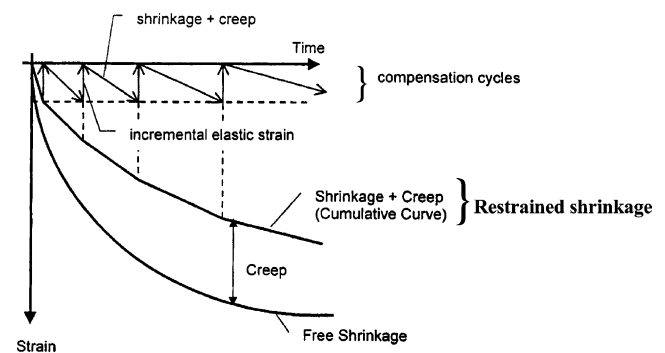 shrinkage + creep
Time
} compensation cycles
incremental elastic strain
Shrinkage + Creep
(Cumulative Curve)
} Restrained shrinkage
Creep
Free Shrinkage
Strain